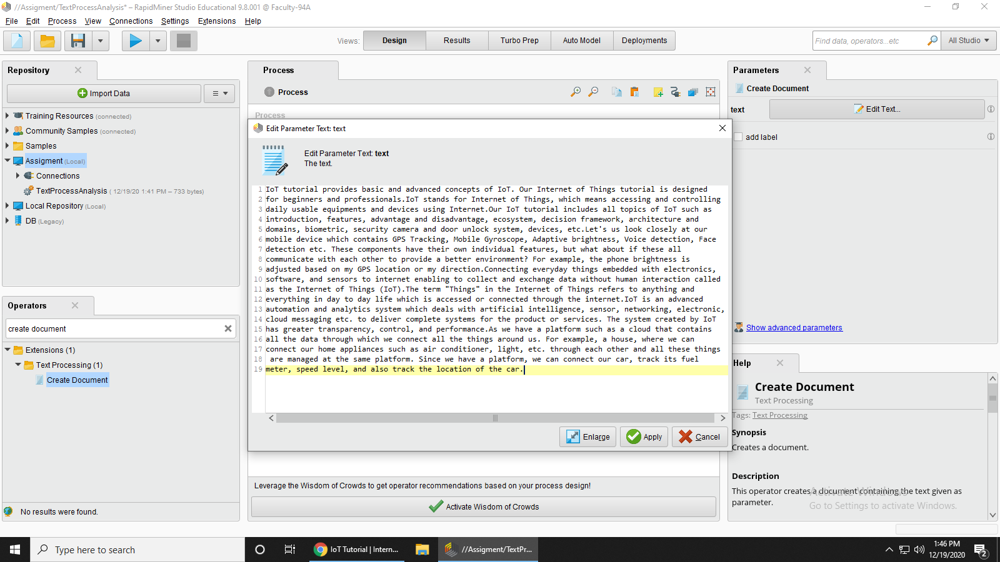 //Assigment/TextProcessAnalysis* – RapidMiner Studio Educational 9.8.001 @ Faculty-94A
File Edit Process View Connections Settings Extensions Help
Views: Design Results Turbo Prep Auto Model Deployments
Find data, operators...etc All Studio
Repository
Import Data
Training Resources (connected)
Community Samples (connected)
Samples
Assigment (Local)
Connections
TextProcessAnalysis ( 12/19/20 1:41 PM – 733 bytes)
Local Repository (Local)
DB (Legacy)
Operators
create document
Extensions (1)
Text Processing (1)
Create Document
No results were found.
Process
Process
Process
Edit Parameter Text: text
Edit Parameter Text: text
The text.
1 IoT tutorial provides basic and advanced concepts of IoT. Our Internet of Things tutorial is designed
2 for beginners and professionals.IoT stands for Internet of Things, which means accessing and controlling
3 daily usable equipments and devices using Internet.Our IoT tutorial includes all topics of IoT such as
4 introduction, features, advantage and disadvantage, ecosystem, decision framework, architecture and
5 domains, biometric, security camera and door unlock system, devices, etc.Let's us look closely at our
6 mobile device which contains GPS Tracking, Mobile Gyroscope, Adaptive brightness, Voice detection, Face
7 detection etc. These components have their own individual features, but what about if these all
8 communicate with each other to provide a better environment? For example, the phone brightness is
9 adjusted based on my GPS location or my direction.Connecting everyday things embedded with electronics,
10 software, and sensors to internet enabling to collect and exchange data without human interaction called
11 as the Internet of Things (IoT).The term "Things" in the Internet of Things refers to anything and
12 everything in day to day life which is accessed or connected through the internet.IoT is an advanced
13 automation and analytics system which deals with artificial intelligence, sensor, networking, electronic,
14 cloud messaging etc. to deliver complete systems for the product or services. The system created by IoT
15 has greater transparency, control, and performance.As we have a platform such as a cloud that contains
16 all the data through which we connect all the things around us. For example, a house, where we can
17 connect our home appliances such as air conditioner, light, etc. through each other and all these things
18 are managed at the same platform. Since we have a platform, we can connect our car, track its fuel
19 meter, speed level, and also track the location of the car.
Enlarge Apply Cancel
Leverage the Wisdom of Crowds to get operator recommendations based on your process design!
Activate Wisdom of Crowds
Parameters
Create Document
text Edit Text...
add label
Show advanced parameters
Help
Create Document
Text Processing
Tags: Text Processing
Synopsis
Creates a document.
Description
This operator creates a document containing the text given as
parameter.
Activate Windows
Go to Settings to activate Windows.
Type here to search
IoT Tutorial | Intern...
//Assigment/TextPr...
1:46 PM
12/19/2020
2